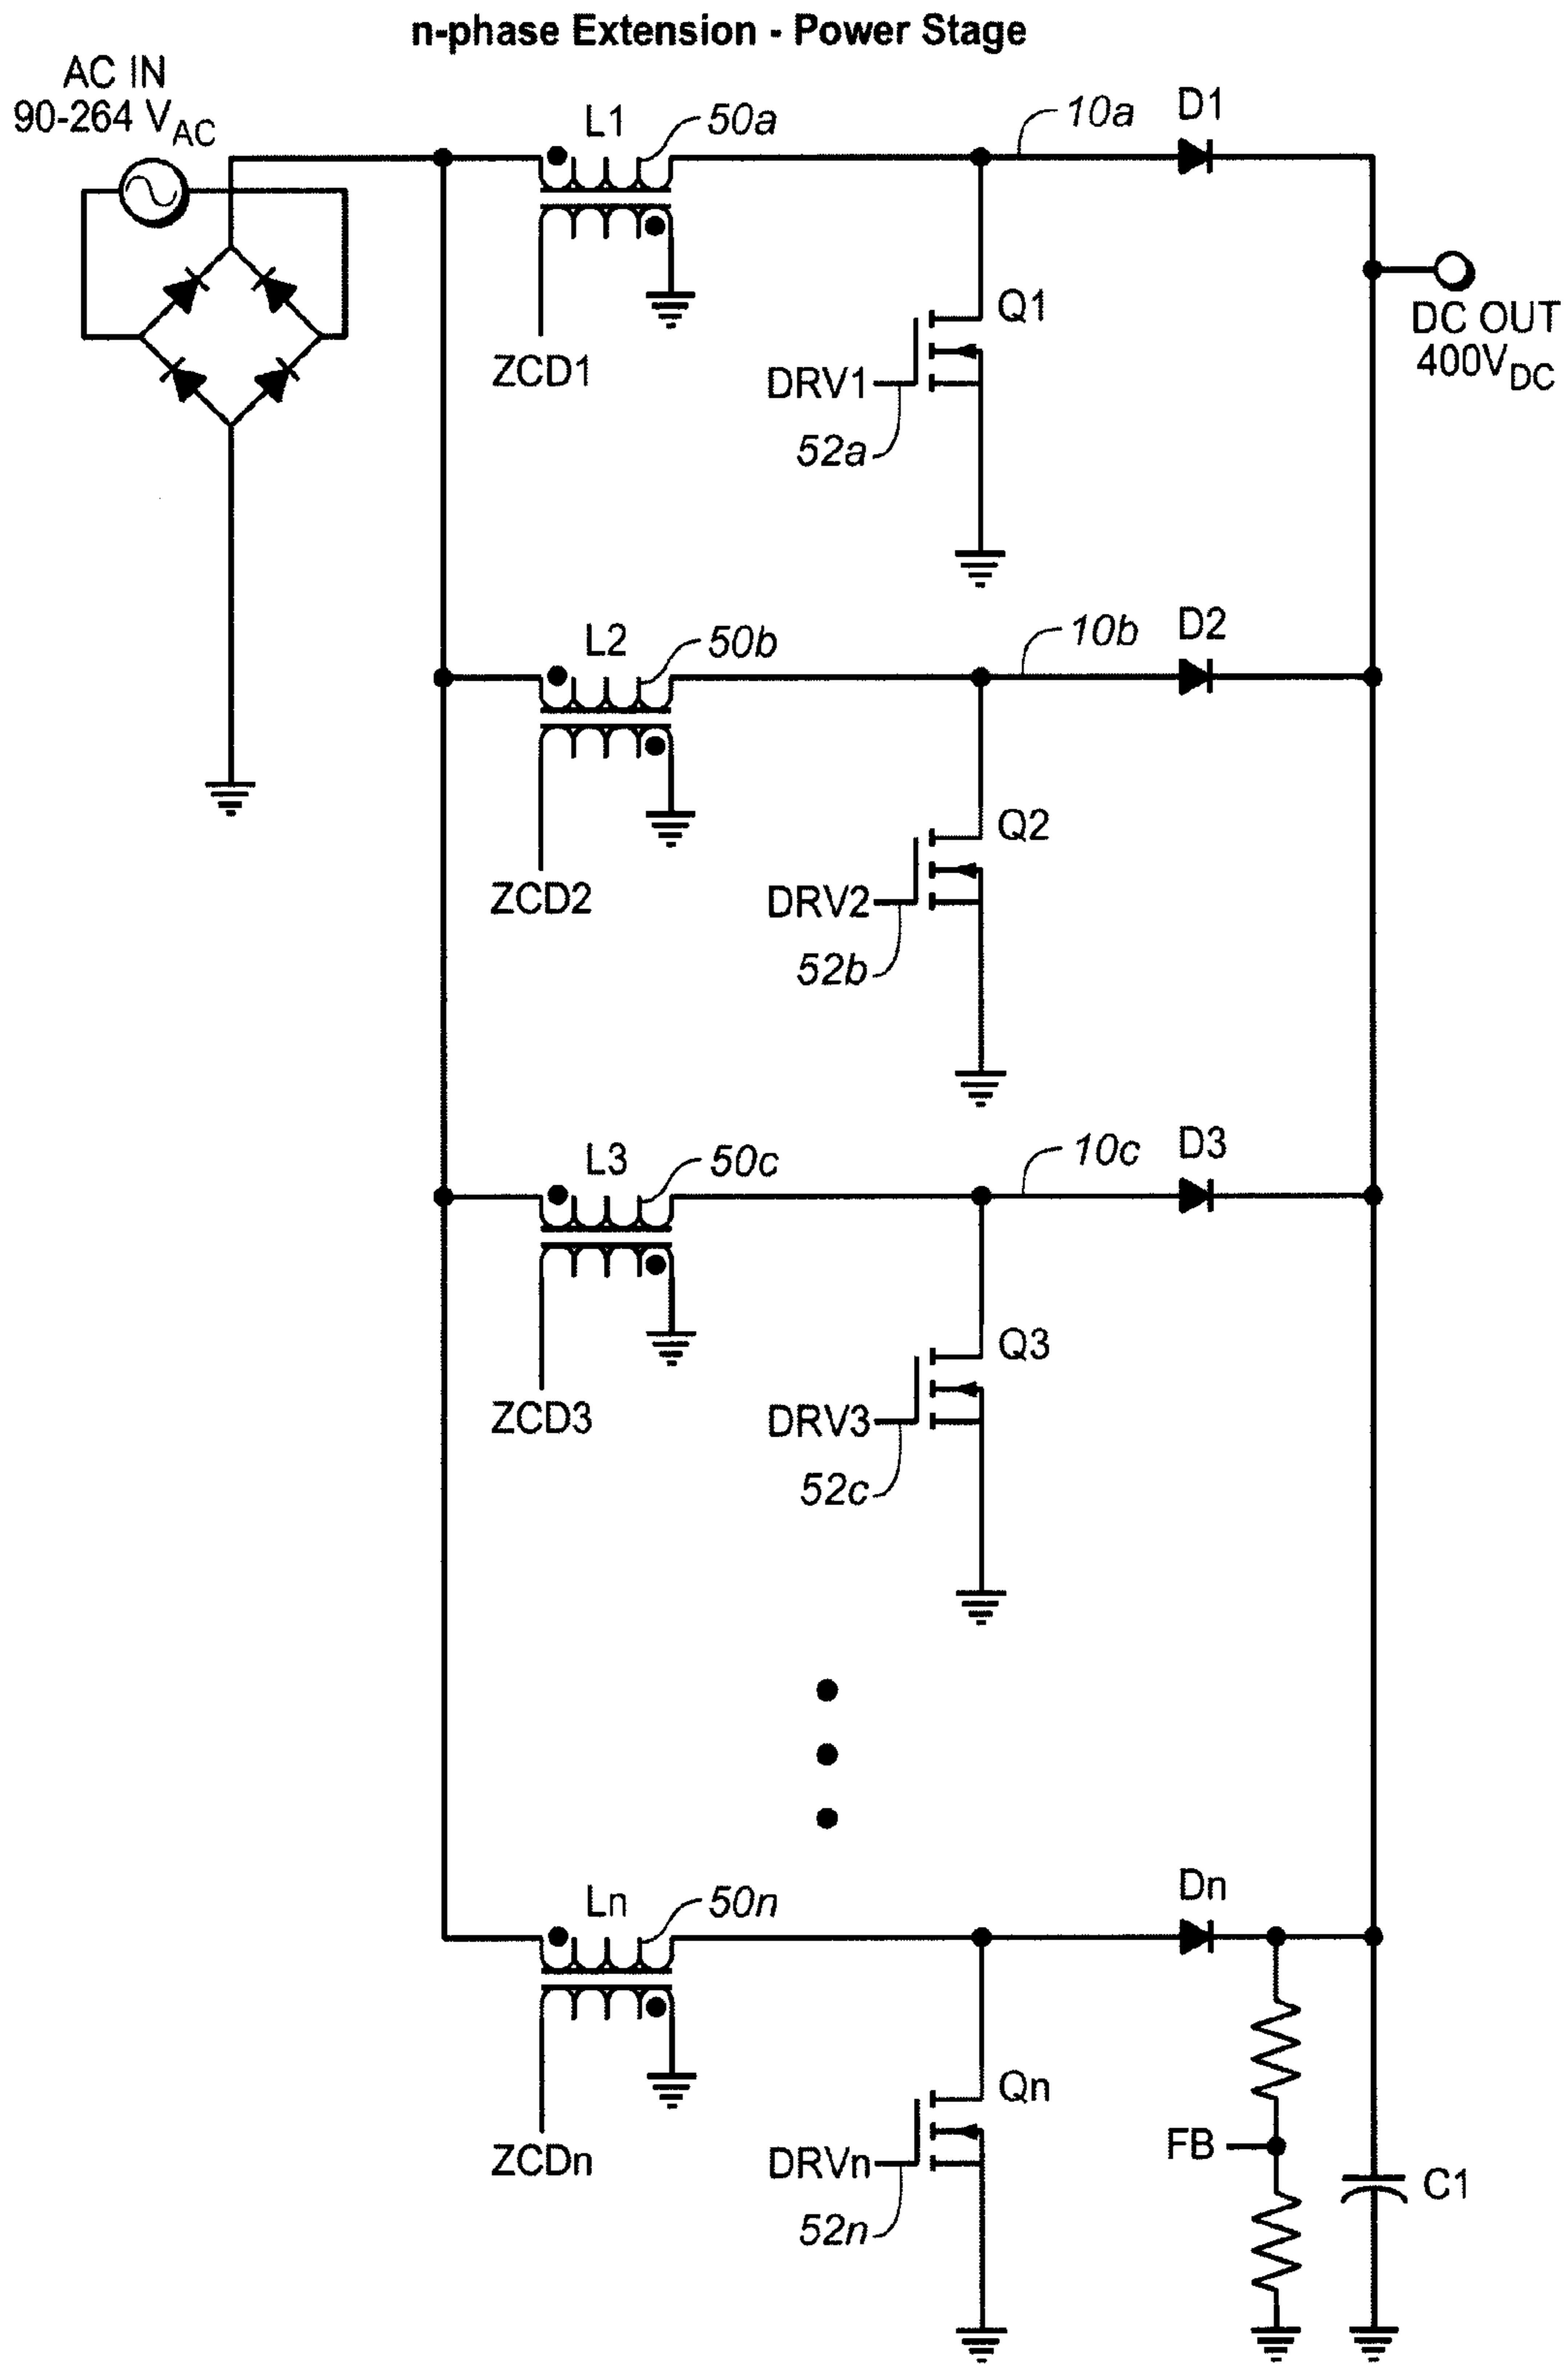 n-phase Extension - Power Stage
AC IN
90-264 VAC
L1
50a
10a
D1
ZCD1
Q1
DRV1
52a
DC OUT
400VDC
L2
50b
10b
D2
ZCD2
Q2
DRV2
52b
L3
50c
10c
D3
ZCD3
Q3
DRV3
52c
Ln
50n
Dn
ZCDn
Qn
DRVn
52n
FB
C1